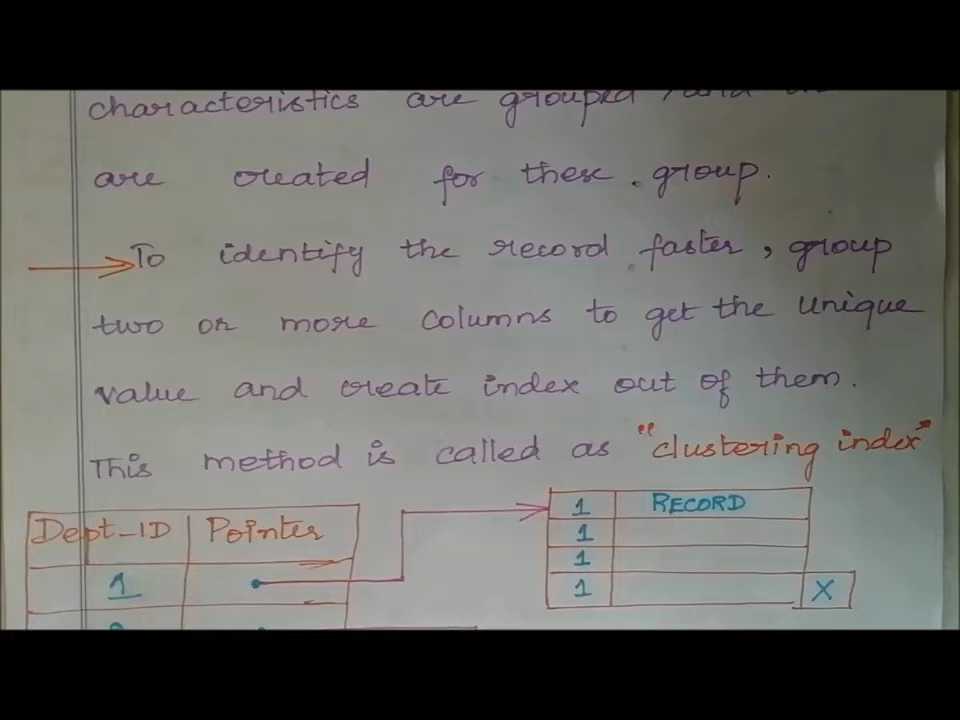 characteristics are grouped, and
are created for these group.
To identify the record faster, group
two or more columns to get the unique
value and create index out of them.
This method is called as "clustering index"
Dept-ID Pointer
1
1 RECORD
1
1
1 X